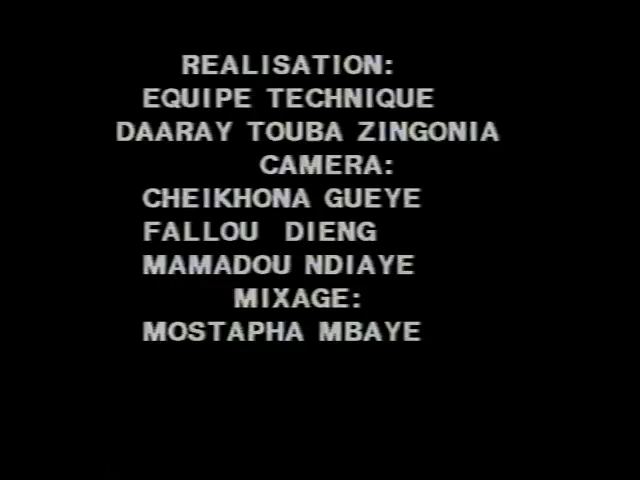 REALISATION:
EQUIPE TECHNIQUE
DAARAY TOUBA ZINGONIA
CAMERA:
CHEIKHONA GUEYE
FALLOU DIENG
MAMADOU NDIAYE
MIXAGE:
MOSTAPHA MBAYE